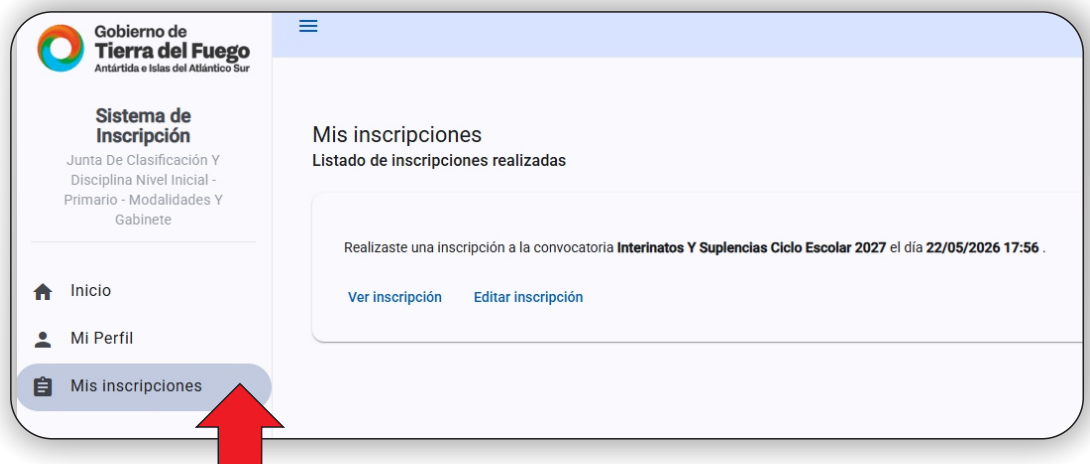 Gobierno de
Tierra del Fuego
Antártida e Islas del Atlántico Sur
Sistema de
Inscripción
Junta De Clasificación Y
Disciplina Nivel Inicial -
Primario - Modalidades Y
Gabinete
Inicio
Mi Perfil
Mis inscripciones
Mis inscripciones
Listado de inscripciones realizadas
Realizaste una inscripción a la convocatoria Interinatos Y Suplencias Ciclo Escolar 2027 el día 22/05/2026 17:56 .
Ver inscripción Editar inscripción